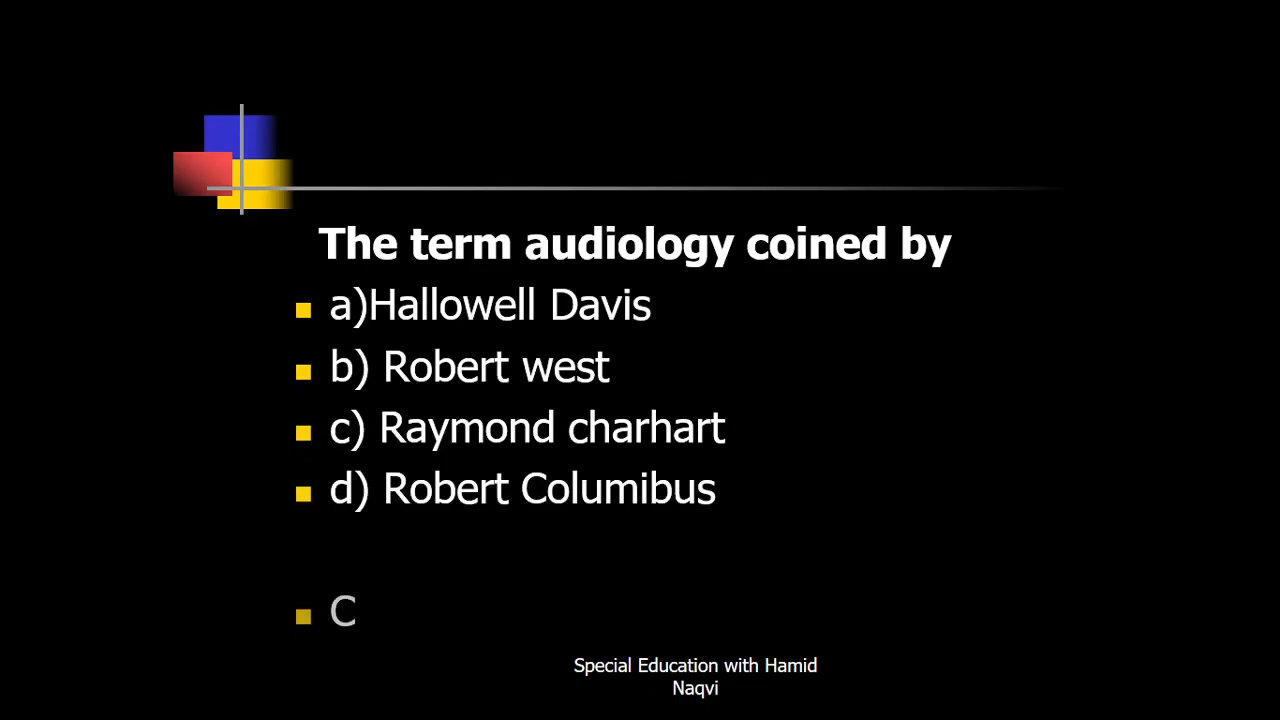 The term audiology coined by
a)Hallowell Davis
b) Robert west
c) Raymond charhart
d) Robert Columibus
C
Special Education with Hamid
Naqvi